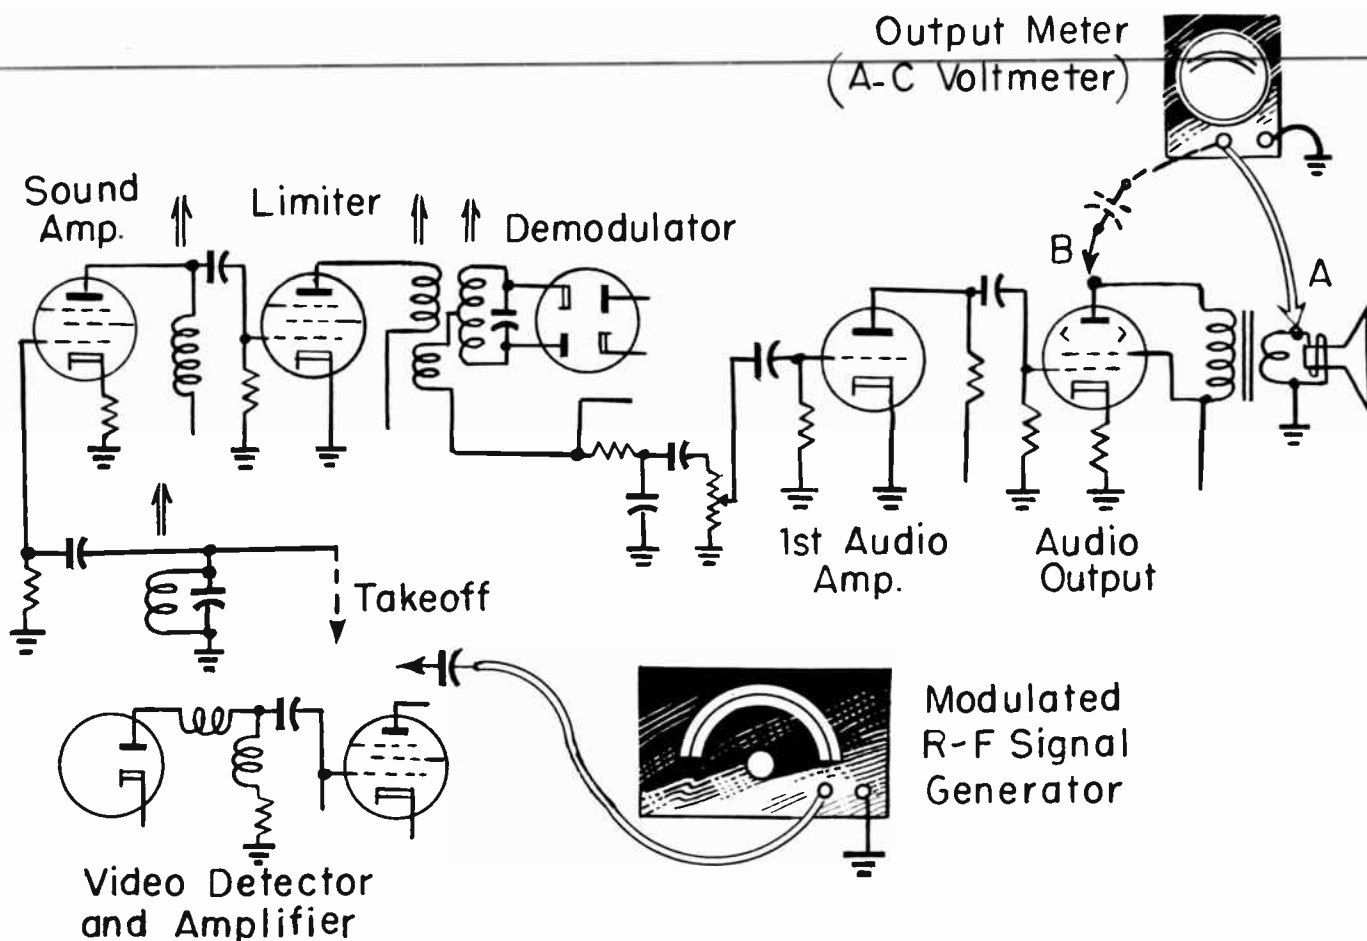 Output Meter
(A-C Voltmeter)
Sound
Amp.
Limiter
Demodulator
B
A
1st Audio
Amp.
Audio
Output
Takeoff
Modulated
R-F Signal
Generator
Video Detector
and Amplifier